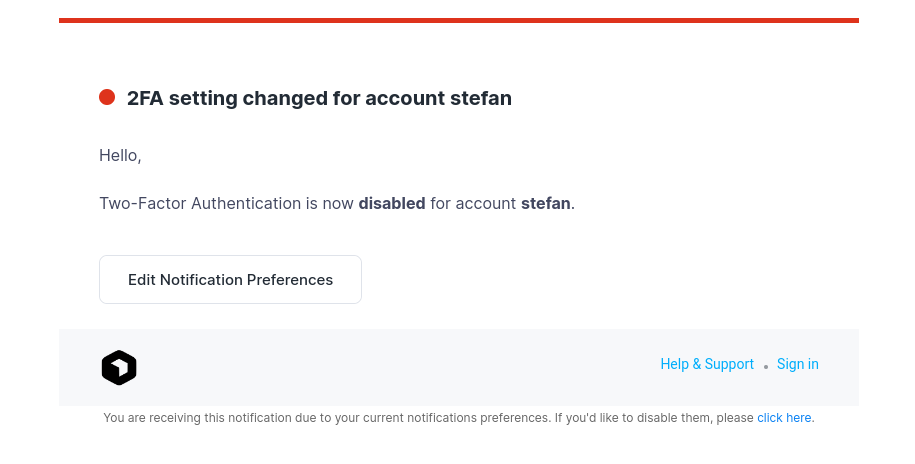 2FA setting changed for account stefan
Hello,
Two-Factor Authentication is now disabled for account stefan.
Edit Notification Preferences
Help & Support • Sign in
You are receiving this notification due to your current notifications preferences. If you'd like to disable them, please click here.